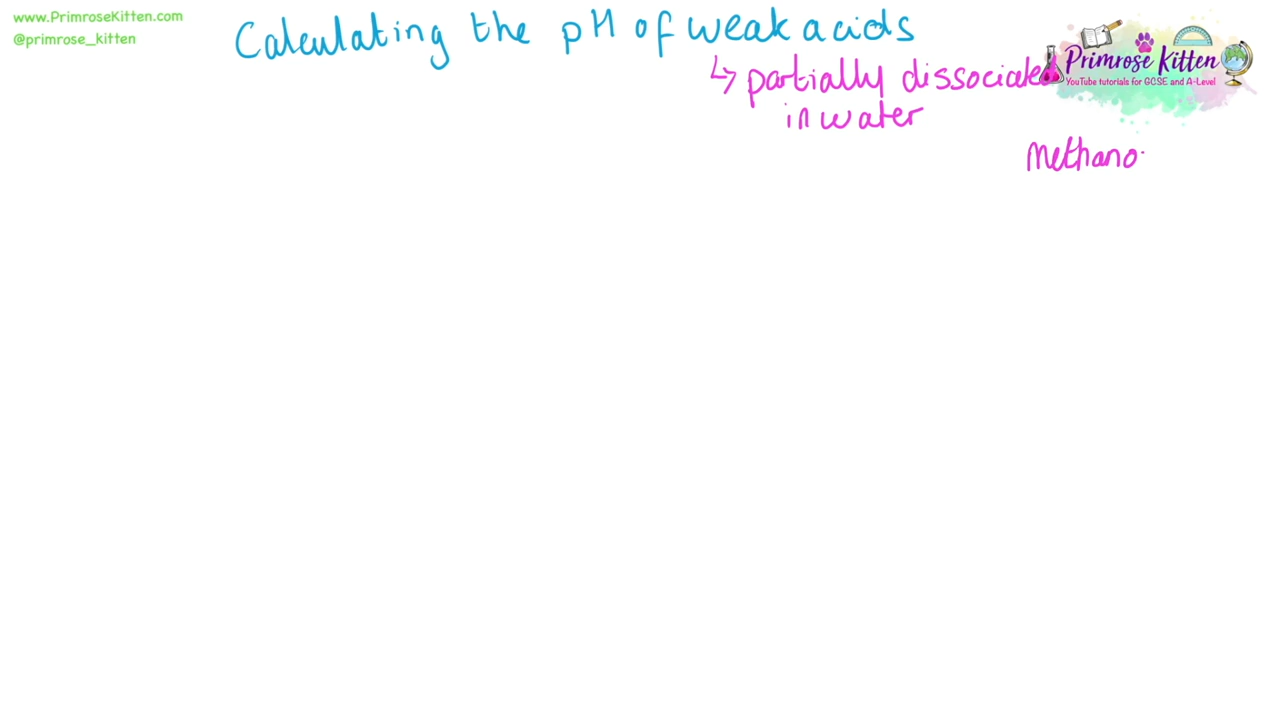 www.PrimroseKitten.com
@primrose_kitten
Calculating the pH of weak acids
↳ partially dissociate
in water
Primrose Kitten
YouTube tutorials for GCSE and A-Level
Methano